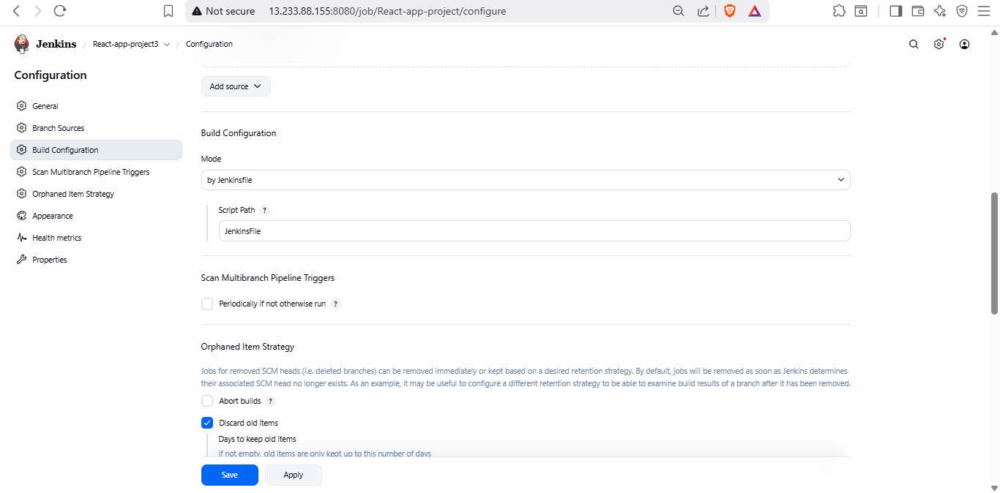 Not secure 13.233.88.155:8080/job/React-app-project/configure
Jenkins / React-app-project3 / Configuration
Configuration
General
Branch Sources
Build Configuration
Scan Multibranch Pipeline Triggers
Orphaned Item Strategy
Appearance
Health metrics
Properties
Add source
Build Configuration
Mode
by Jenkinsfile
Script Path ?
JenkinsFile
Scan Multibranch Pipeline Triggers
Periodically if not otherwise run ?
Orphaned Item Strategy
Jobs for removed SCM heads (i.e. deleted branches) can be removed immediately or kept based on a desired retention strategy. By default, jobs will be removed as soon as Jenkins determines
their associated SCM head no longer exists. As an example, it may be useful to configure a different retention strategy to be able to examine build results of a branch after it has been removed.
Abort builds ?
Discard old items
Days to keep old items
if not empty, old items are only kept up to this number of days
Save Apply